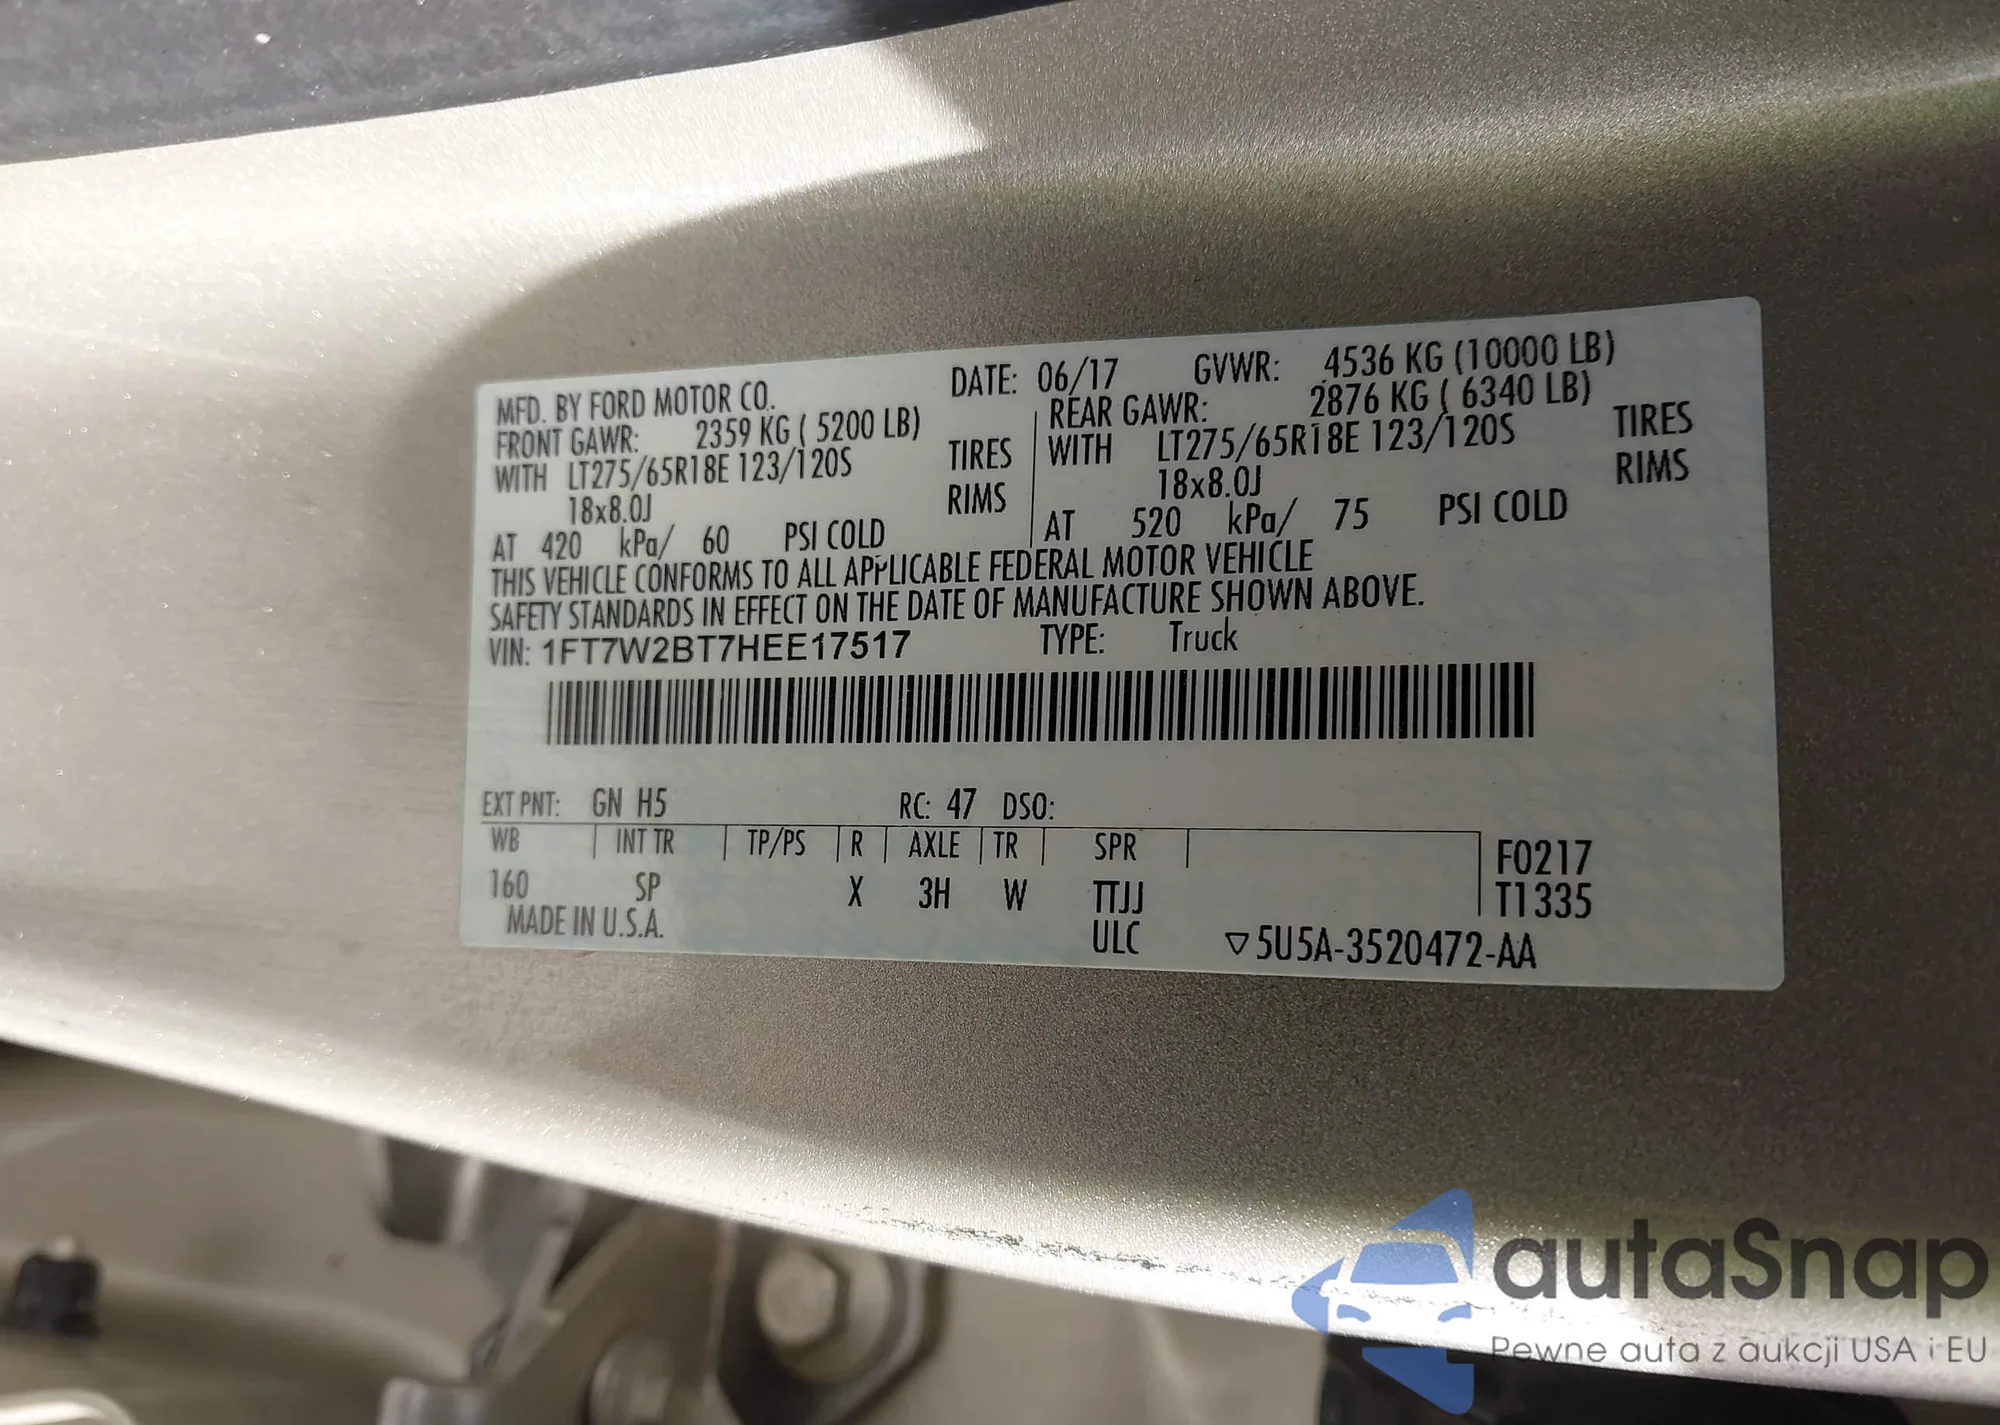 MFD. BY FORD MOTOR CO. DATE: 06/17 GVWR: 4536 KG (10000 LB)
FRONT GAWR: 2359 KG ( 5200 LB) REAR GAWR: 2876 KG ( 6340 LB)
WITH LT275/65R18E 123/120S TIRES WITH LT275/65R18E 123/120S TIRES
18x8.0J RIMS 18x8.0J RIMS
AT 420 kPa/ 60 PSI COLD AT 520 kPa/ 75 PSI COLD
THIS VEHICLE CONFORMS TO ALL APPLICABLE FEDERAL MOTOR VEHICLE
SAFETY STANDARDS IN EFFECT ON THE DATE OF MANUFACTURE SHOWN ABOVE.
VIN: 1FT7W2BT7HEE17517 TYPE: Truck
EXT PNT: GN H5 RC: 47 DSO:
WB INT TR TP/PS R AXLE TR SPR F0217
160 SP X 3H W TTJJ T1335
MADE IN U.S.A. ULC ▽5U5A-3520472-AA
autaSnap
Pewne auta z aukcji USA i EU